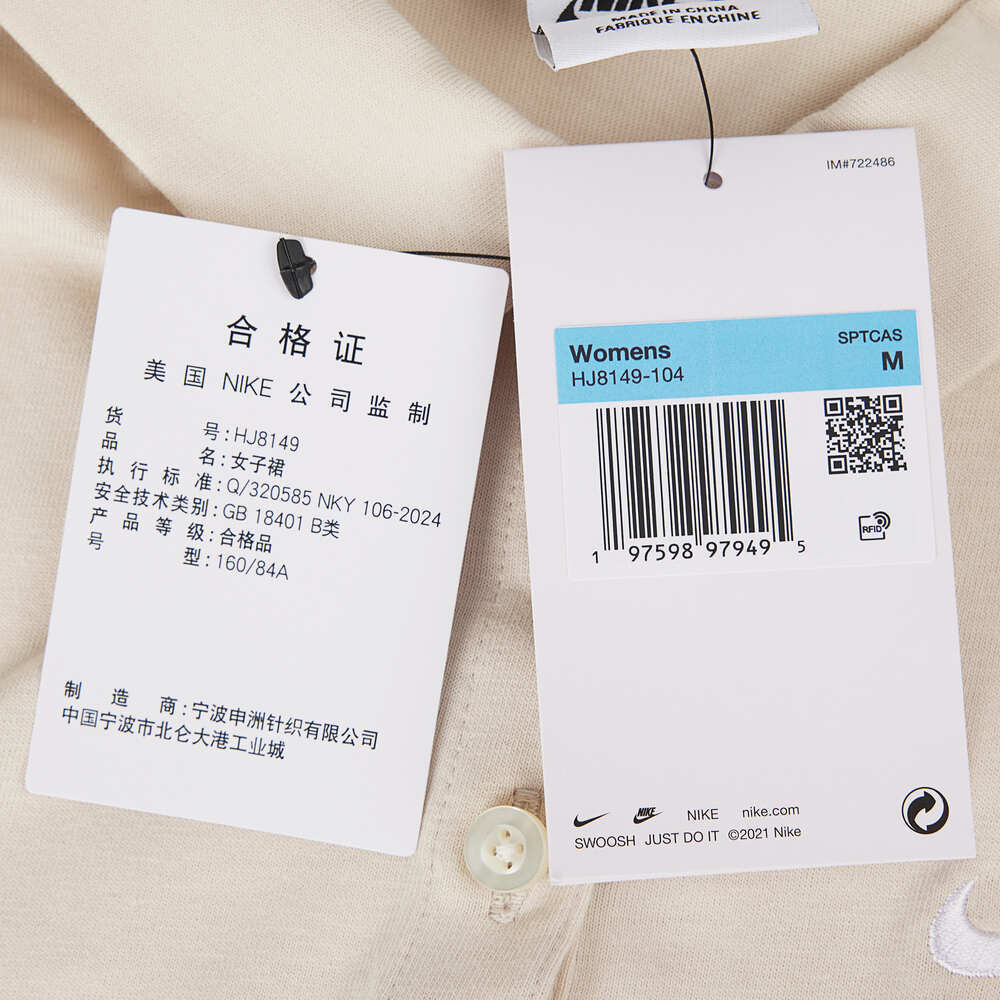 MADE IN CHINA
FABRIQUE EN CHINE
合格证
美国 NIKE 公司监制
货号:HJ8149
品名:女子裙
执行标准:Q/320585 NKY 106-2024
安全技术类别:GB 18401 B类
产品等级:合格品
号型:160/84A
制造商:宁波申洲针织有限公司
中国宁波市北仑大港工业城
IM#722486
Womens
HJ8149-104
SPTCAS
M
1 97598 97949 5
RFID
NIKE
NIKE nike.com
SWOOSH JUST DO IT ©2021 Nike